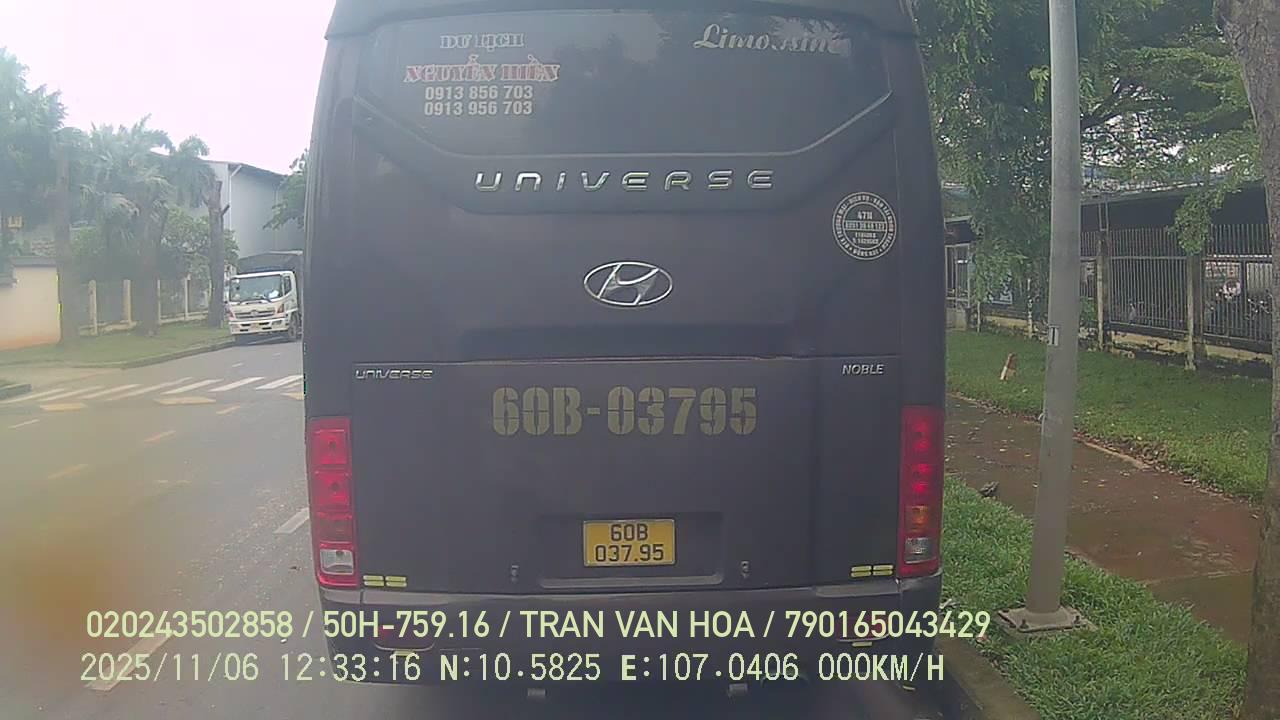 DU LỊCH
Limousine
NGUYỄN HIỀN
0913 856 703
0913 956 703
UNIVERSE
47H
UNIVERSE
NOBLE
60B-03795
60B
037.95
020243502858 / 50H-759.16 / TRAN VAN HOA / 790165043429
2025/11/06 12:33:16 N:10.5825 E:107.0406 000KM/H